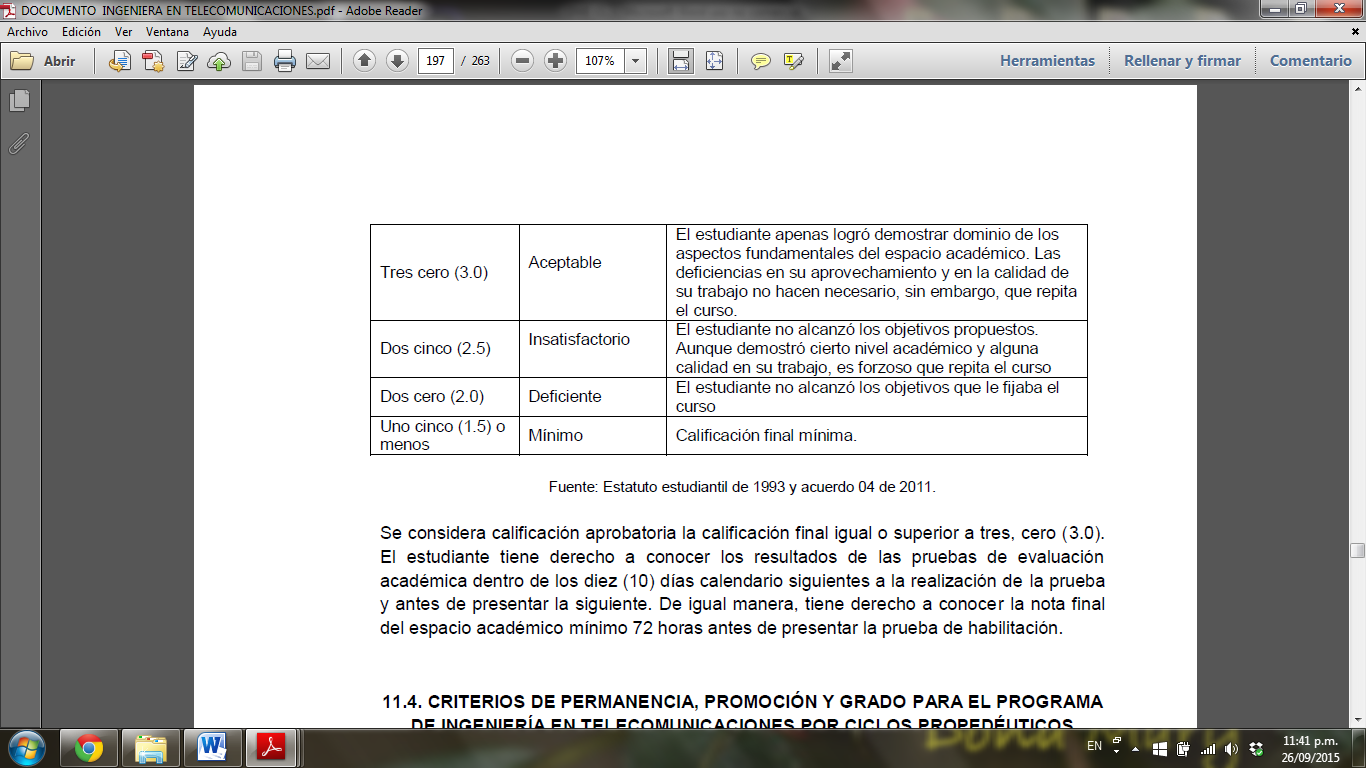 DOCUMENTO INGENIERA EN TELECOMUNICACIONES.pdf - Adobe Reader
Archivo Edición Ver Ventana Ayuda
Abrir 197 / 263 107% Herramientas Rellenar y firmar Comentario
Tres cero (3.0)
Aceptable
El estudiante apenas logró demostrar dominio de los
aspectos fundamentales del espacio académico. Las
deficiencias en su aprovechamiento y en la calidad de
su trabajo no hacen necesario, sin embargo, que repita
el curso.
Dos cinco (2.5)
Insatisfactorio
El estudiante no alcanzó los objetivos propuestos.
Aunque demostró cierto nivel académico y alguna
calidad en su trabajo, es forzoso que repita el curso
Dos cero (2.0)
Deficiente
El estudiante no alcanzó los objetivos que le fijaba el
curso
Uno cinco (1.5) o
menos
Mínimo
Calificación final mínima.
Fuente: Estatuto estudiantil de 1993 y acuerdo 04 de 2011.
Se considera calificación aprobatoria la calificación final igual o superior a tres, cero (3.0).
El estudiante tiene derecho a conocer los resultados de las pruebas de evaluación
académica dentro de los diez (10) días calendario siguientes a la realización de la prueba
y antes de presentar la siguiente. De igual manera, tiene derecho a conocer la nota final
del espacio académico mínimo 72 horas antes de presentar la prueba de habilitación.
11.4. CRITERIOS DE PERMANENCIA, PROMOCIÓN Y GRADO PARA EL PROGRAMA
DE INGENIERÍA EN TELECOMUNICACIONES POR CICLOS PROPEDÉUTICOS
EN
11:41 p.m.
26/09/2015